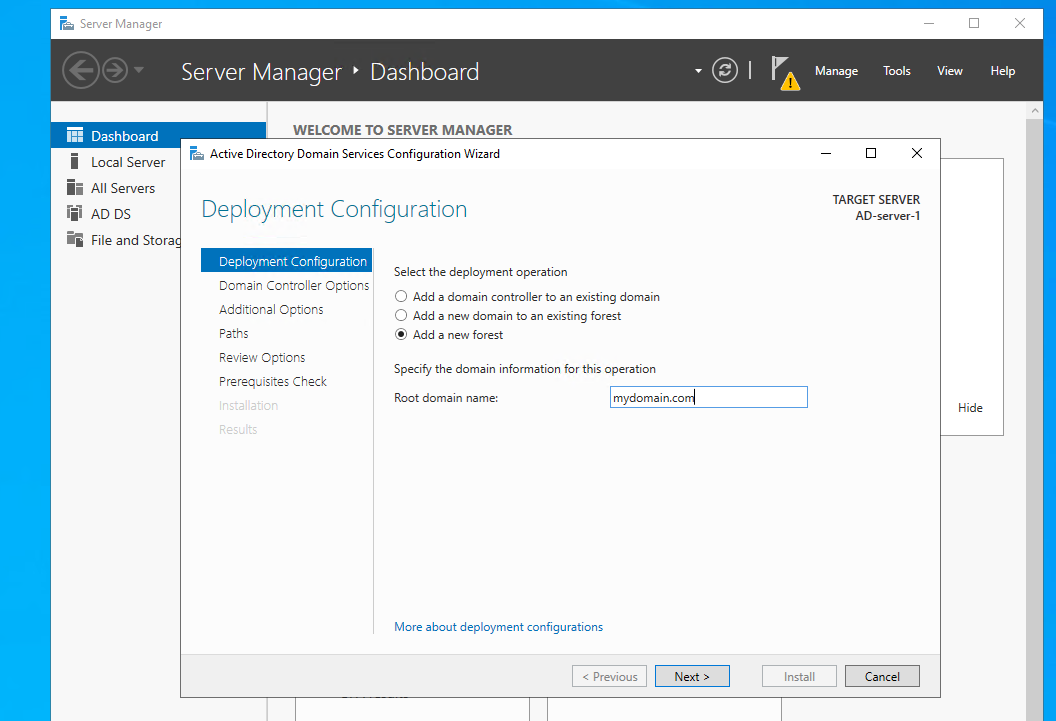 Server Manager
Server Manager ‣ Dashboard
Manage
Tools
View
Help
Dashboard
Local Server
All Servers
AD DS
File and Storag
WELCOME TO SERVER MANAGER
Active Directory Domain Services Configuration Wizard
Deployment Configuration
TARGET SERVER
AD-server-1
Deployment Configuration
Domain Controller Options
Additional Options
Paths
Review Options
Prerequisites Check
Installation
Results
Select the deployment operation
Add a domain controller to an existing domain
Add a new domain to an existing forest
Add a new forest
Specify the domain information for this operation
Root domain name:
mydomain.com
More about deployment configurations
Hide
< Previous
Next >
Install
Cancel